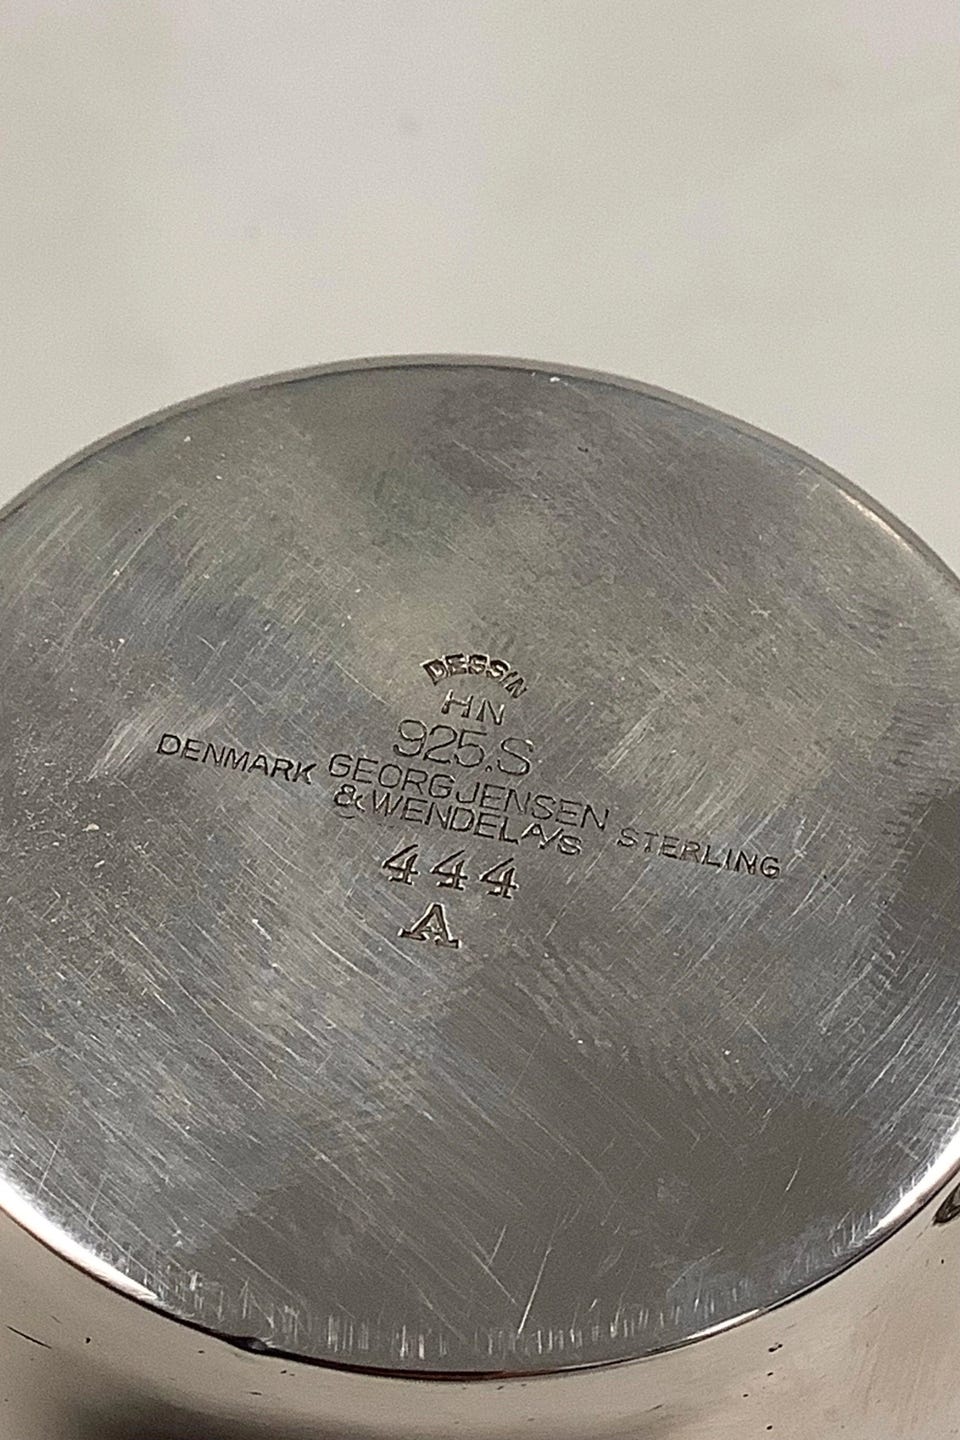 DESSIN
HN
925.S
DENMARK GEORG JENSEN STERLING
& WENDEL A/S
444
A